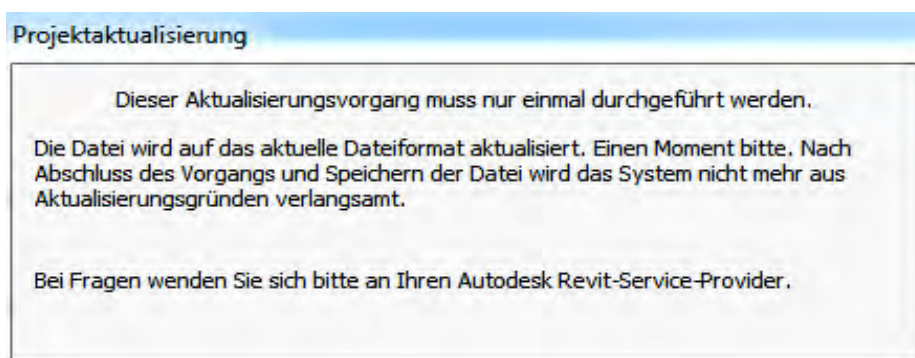 Projektaktualisierung
Dieser Aktualisierungsvorgang muss nur einmal durchgeführt werden.
Die Datei wird auf das aktuelle Dateiformat aktualisiert. Einen Moment bitte. Nach
Abschluss des Vorgangs und Speichern der Datei wird das System nicht mehr aus
Aktualisierungsgründen verlangsamt.
Bei Fragen wenden Sie sich bitte an Ihren Autodesk Revit-Service-Provider.